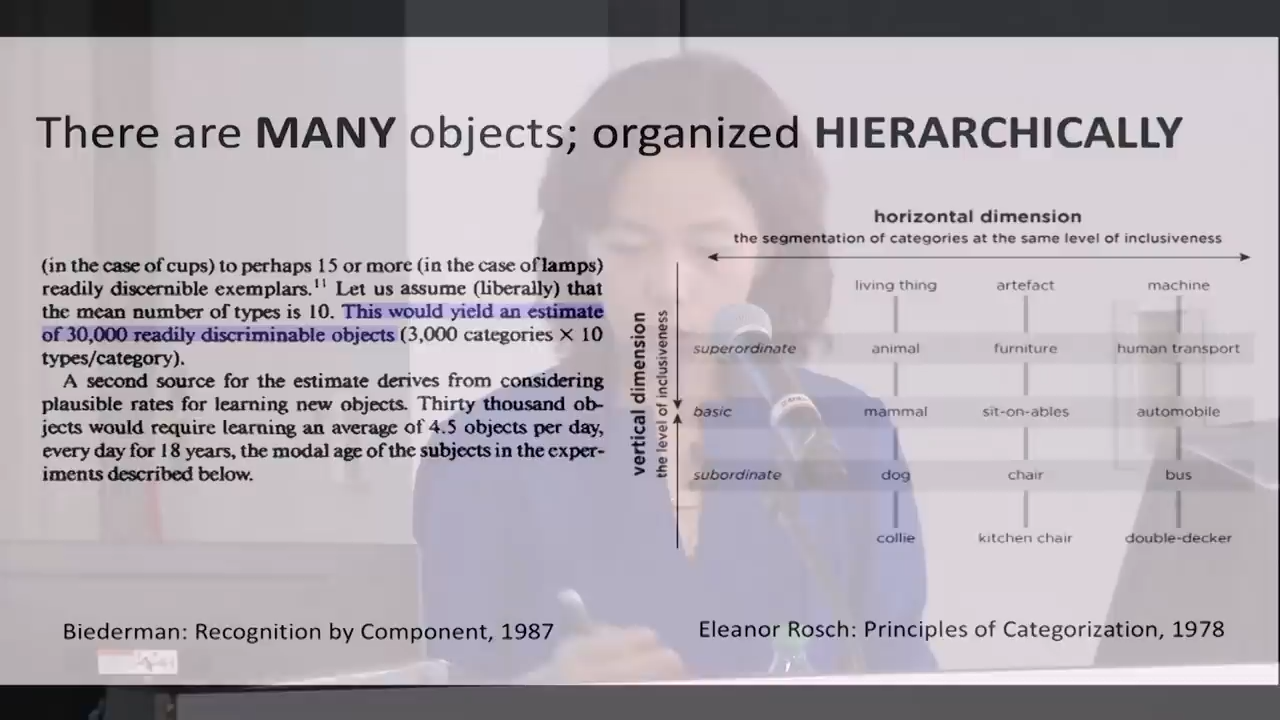 There are MANY objects; organized HIERARCHICALLY
(in the case of cups) to perhaps 15 or more (in the case of lamps)
readily discernible exemplars.¹¹ Let us assume (liberally) that
the mean number of types is 10. This would yield an estimate
of 30,000 readily discriminable objects (3,000 categories × 10
types/category).
A second source for the estimate derives from considering
plausible rates for learning new objects. Thirty thousand ob-
jects would require learning an average of 4.5 objects per day,
every day for 18 years, the modal age of the subjects in the exper-
iments described below.
Biederman: Recognition by Component, 1987
horizontal dimension
the segmentation of categories at the same level of inclusiveness
vertical dimension
the level of inclusiveness
living thing artefact machine
superordinate animal furniture human transport
basic mammal sit-on-ables automobile
subordinate dog chair bus
collie kitchen chair double-decker
Eleanor Rosch: Principles of Categorization, 1978